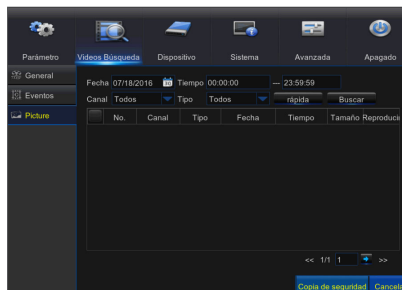 Parámetro Videos Búsqueda Dispositivo Sistema Avanzada Apagado
General
Eventos
Picture
Fecha 07/18/2016 Tiempo 00:00:00 — 23:59:59
Canal Todos Tipo Todos rápida Buscar
No. Canal Tipo Fecha Tiempo Tamaño Reproducir
<< 1/1 1 >>
Copia de seguridad Cancela